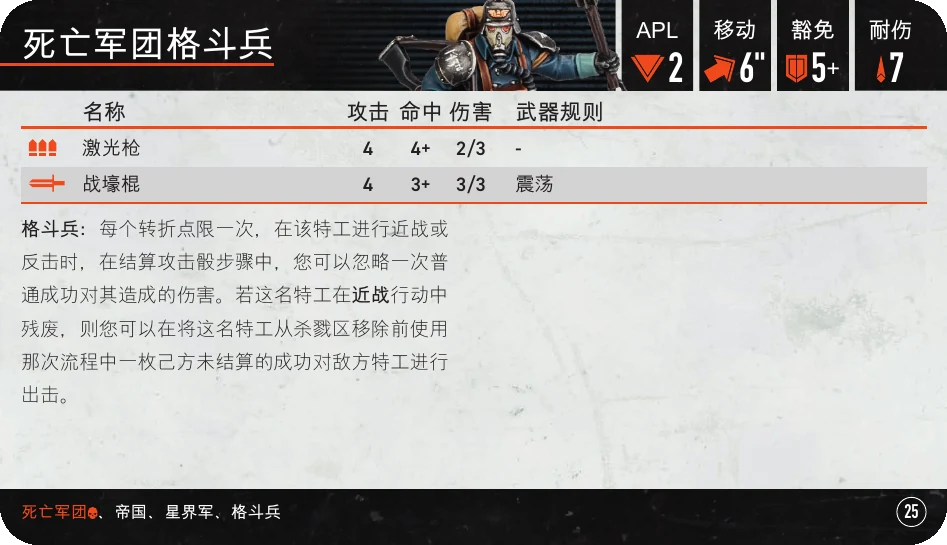 死亡军团格斗兵
APL 移动 豁免 耐伤
2 6" 5+ 7
名称 攻击 命中 伤害 武器规则
激光枪 4 4+ 2/3 -
战壕棍 4 3+ 3/3 震荡
格斗兵：每个转折点限一次，在该特工进行近战或
反击时，在结算攻击骰步骤中，您可以忽略一次普
通成功对其造成的伤害。若这名特工在近战行动中
残废，则您可以在将这名特工从杀戮区移除前使用
那次流程中一枚己方未结算的成功对敌方特工进行
出击。
死亡军团、帝国、星界军、格斗兵
25